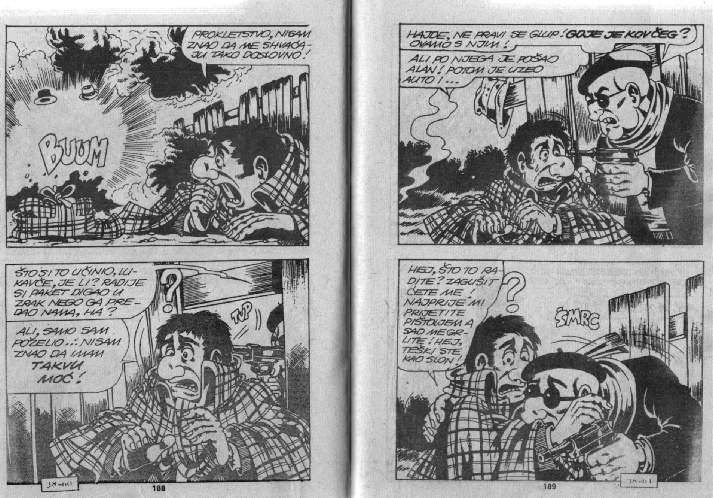 PROKLETSTVO, NISAM
ZNAO DA ME SHVAĆA-
JU TAKO DOSLOVNO!
BUUM
ŠTO SI TO UČINIO, LU-
KAVČE, JE LI? RADIJE
SI PAKET DIGAO U
ZRAK NEGO GA PRE-
DAO NAMA, HA?
?
TUP
ALI, SAMO SAM
POŽELIO... NISAM
ZNAO DA IMAM
TAKVU
MOĆ!
188
HAJDE, NE PRAVI SE GLUP! GDJE JE KOVČEG?
OVAMO S NJIM!
ALI PO NJEGA JE POŠAO
ALAN! POTOM JE UZEO
AUTO I...
HEJ, ŠTO TO RA-
DITE? ZAGUŠIT
ĆETE ME!
NAJPRIJE MI
PRIJETITE
PIŠTOLJEM A
SAD ME GR-
LITE! HEJ,
TEŠKI STE
KAO SLON!
?
ŠMRC
189